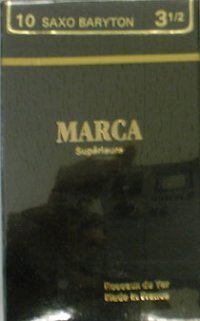 10 SAXO BARYTON 3 1/2
MARCA
Supérieure
Roseaux du Var
Made in France